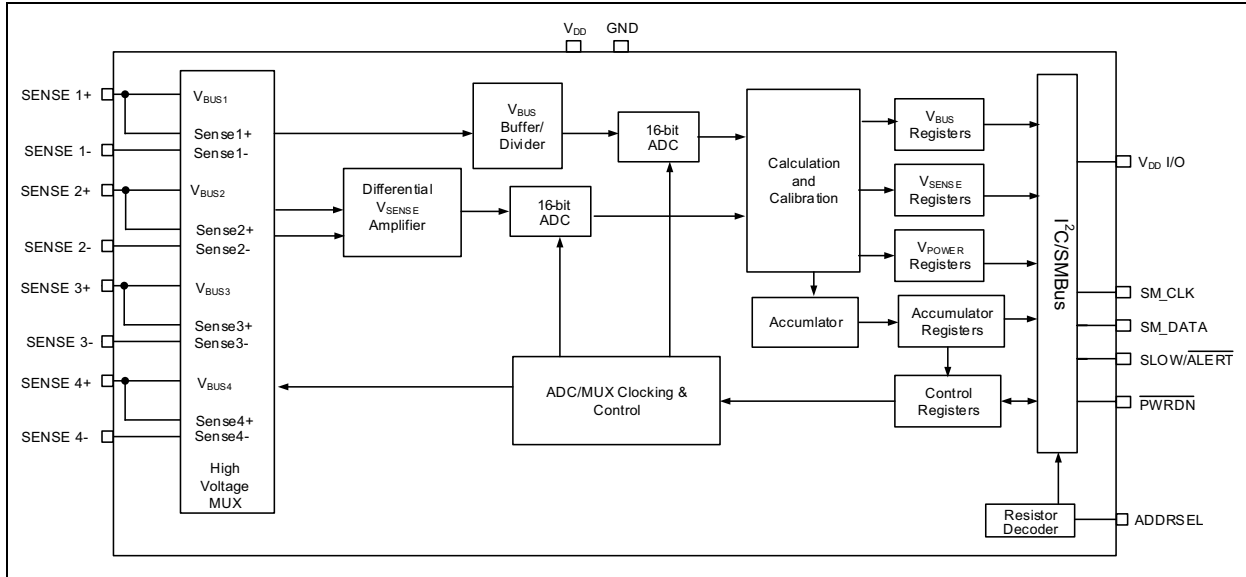 VDD
GND
SENSE 1+
SENSE 1-
SENSE 2+
SENSE 2-
SENSE 3+
SENSE 3-
SENSE 4+
SENSE 4-
VBUS1
Sense1+
Sense1-
VBUS2
Sense2+
Sense2-
VBUS3
Sense3+
Sense3-
VBUS4
Sense4+
Sense4-
High
Voltage
MUX
VBUS
Buffer/
Divider
16-bit
ADC
Differential
VSENSE
Amplifier
16-bit
ADC
Calculation
and
Calibration
VBUS
Registers
VSENSE
Registers
VPOWER
Registers
Accumlator
Accumulator
Registers
ADC/MUX Clocking &
Control
Control
Registers
I²C/SMBus
Resistor
Decoder
VDD I/O
SM_CLK
SM_DATA
SLOW/ALERT
PWRDN
ADDRSEL